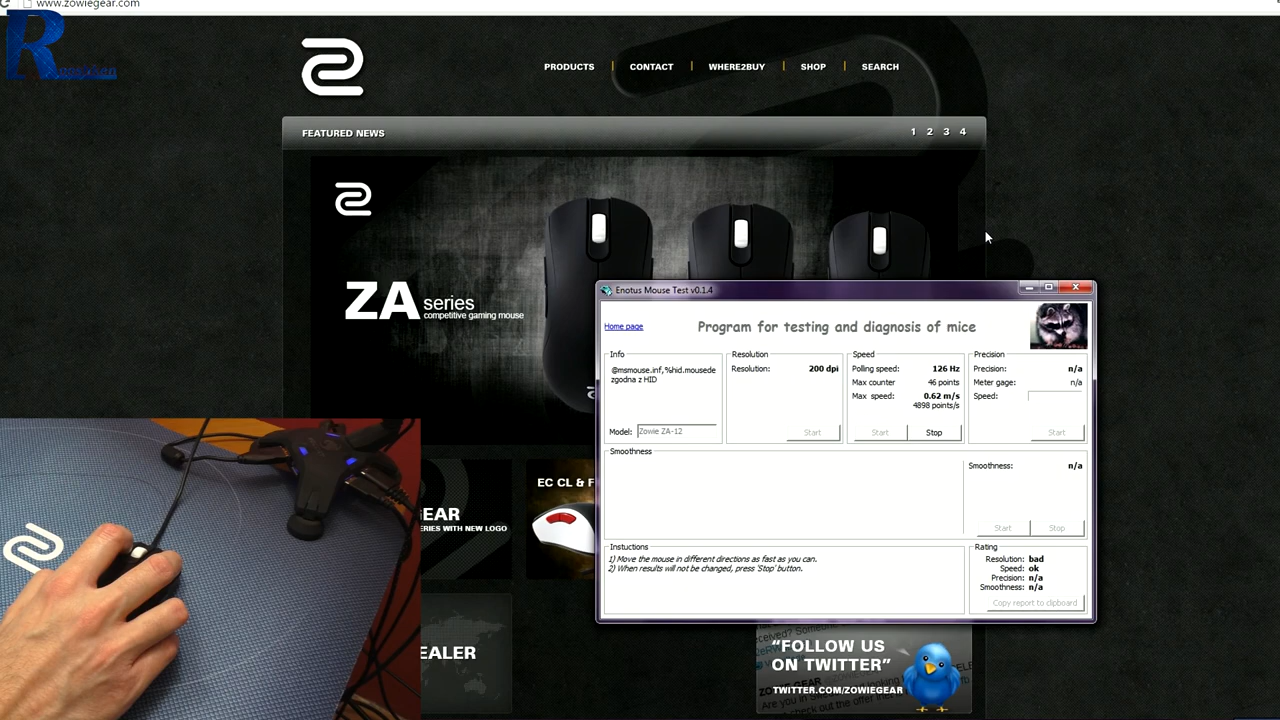 www.zowiegear.com
PRODUCTS
CONTACT
WHERE2BUY
SHOP
SEARCH
FEATURED NEWS
1 2 3 4
ZA series
competitive gaming mouse
Enotus Mouse Test v0.1.4
Home page
Program for testing and diagnosis of mice
Info
@msmouse.inf,%hid.mousede
zgodna z HID
Model: Zowie ZA-12
Resolution
Resolution: 200 dpi
Start
Speed
Polling speed: 126 Hz
Max counter 46 points
Max speed: 0.62 m/s
4898 points/s
Start Stop
Precision
Precision: n/a
Meter gage: n/a
Speed:
Start
Smoothness
Smoothness: n/a
Start Stop
Instuctions
1) Move the mouse in different directions as fast as you can.
2) When results will not be changed, press 'Stop' button.
Rating
Resolution: bad
Speed: ok
Precision: n/a
Smoothness: n/a
Copy report to clipboard
EC CL & F
GEAR
ERIES WITH NEW LOGO
EALER
“FOLLOW US
ON TWITTER”
TWITTER.COM/ZOWIEGEAR